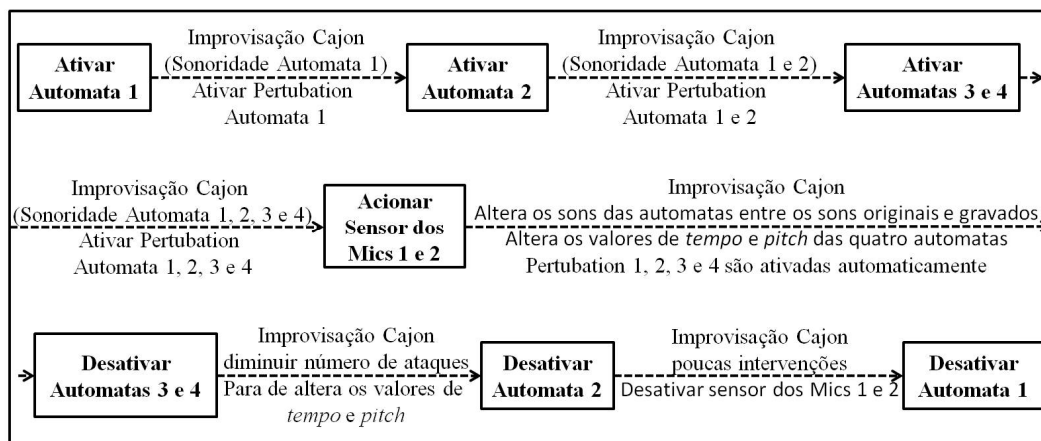 Ativar
Automata 1
Improvisação Cajon
(Sonoridade Automata 1)
Ativar Pertubation
Automata 1
Ativar
Automata 2
Improvisação Cajon
(Sonoridade Automata 1 e 2)
Ativar Pertubation
Automata 1 e 2
Ativar
Automatas 3 e 4
Improvisação Cajon
(Sonoridade Automata 1, 2, 3 e 4)
Ativar Pertubation
Automata 1, 2, 3 e 4
Acionar
Sensor dos
Mics 1 e 2
Improvisação Cajon
Altera os sons das automatas entre os sons originais e gravados
Altera os valores de tempo e pitch das quatro automatas
Pertubation 1, 2, 3 e 4 são ativadas automaticamente
Desativar
Automatas 3 e 4
Improvisação Cajon
diminuir número de ataques
Para de altera os valores de
tempo e pitch
Desativar
Automata 2
Improvisação Cajon
poucas intervenções
Desativar sensor dos Mics 1 e 2
Desativar
Automata 1